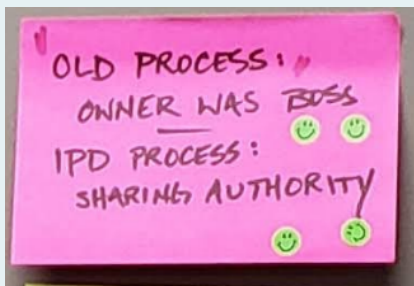 OLD PROCESS:
OWNER WAS BOSS
IPD PROCESS:
SHARING AUTHORITY